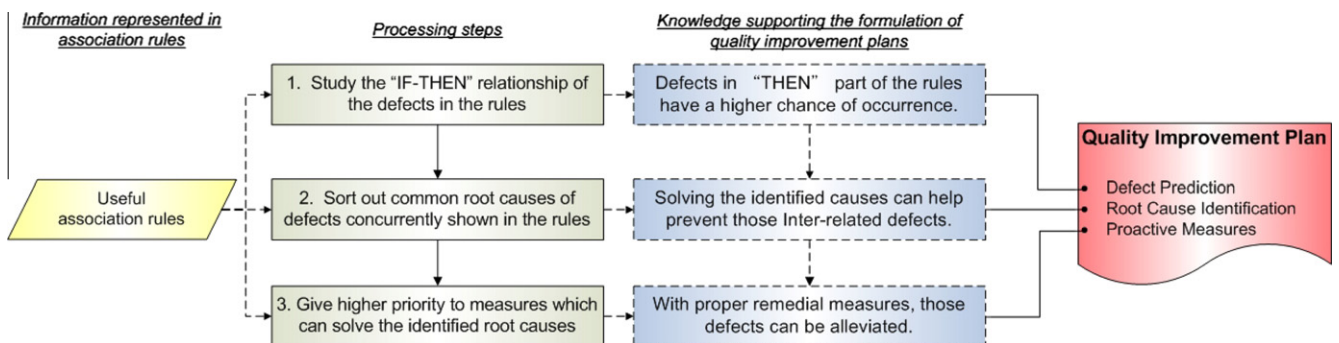 Information represented in
association rules
Processing steps
Knowledge supporting the formulation of
quality improvement plans
Useful
association rules
1. Study the “IF-THEN” relationship of
the defects in the rules
2. Sort out common root causes of
defects concurrently shown in the rules
3. Give higher priority to measures which
can solve the identified root causes
Defects in “THEN” part of the rules
have a higher chance of occurrence.
Solving the identified causes can help
prevent those Inter-related defects.
With proper remedial measures, those
defects can be alleviated.
Quality Improvement Plan
Defect Prediction
Root Cause Identification
Proactive Measures